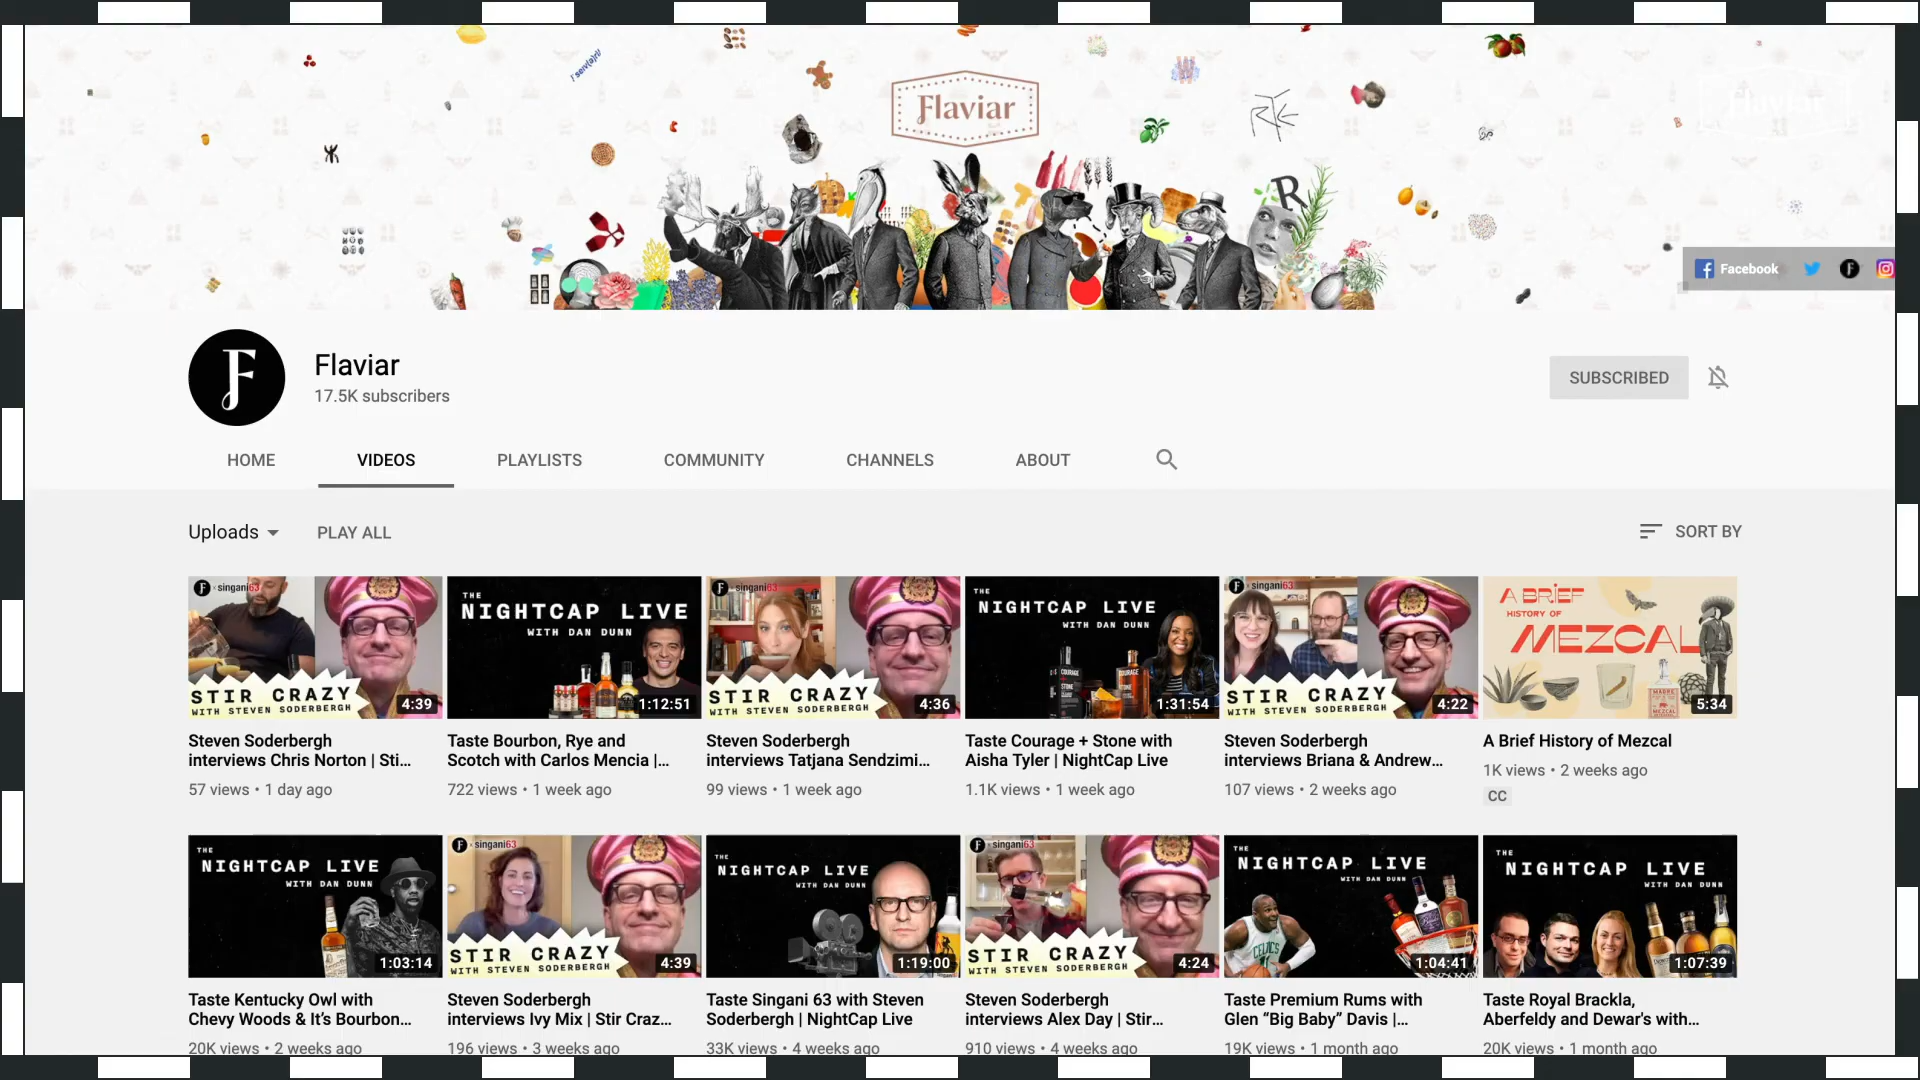 Flaviar
Flaviar
R
Facebook
Flaviar
17.5K subscribers
SUBSCRIBED
HOME
VIDEOS
PLAYLISTS
COMMUNITY
CHANNELS
ABOUT
Uploads
PLAY ALL
SORT BY
F × singani63
STIR CRAZY
WITH STEVEN SODERBERGH
4:39
THE
NIGHTCAP LIVE
WITH DAN DUNN
1:12:51
F × singani63
STIR CRAZY
WITH STEVEN SODERBERGH
4:36
THE
NIGHTCAP LIVE
WITH DAN DUNN
COURAGE
STONE
1:31:54
F × singani63
STIR CRAZY
WITH STEVEN SODERBERGH
4:22
A BRIEF
HISTORY OF
MEZCAL
5:34
Steven Soderbergh
interviews Chris Norton | Sti...
57 views • 1 day ago
Taste Bourbon, Rye and
Scotch with Carlos Mencia |...
722 views • 1 week ago
Steven Soderbergh
interviews Tatjana Sendzimi...
99 views • 1 week ago
Taste Courage + Stone with
Aisha Tyler | NightCap Live
1.1K views • 1 week ago
Steven Soderbergh
interviews Briana & Andrew...
107 views • 2 weeks ago
A Brief History of Mezcal
1K views • 2 weeks ago
CC
THE
NIGHTCAP LIVE
WITH DAN DUNN
1:03:14
F × singani63
STIR CRAZY
WITH STEVEN SODERBERGH
4:39
THE
NIGHTCAP LIVE
WITH DAN DUNN
1:19:00
F × singani63
STIR CRAZY
WITH STEVEN SODERBERGH
4:24
THE
NIGHTCAP LIVE
WITH DAN DUNN
CELTICS
1:04:41
THE
NIGHTCAP LIVE
WITH DAN DUNN
1:07:39
Taste Kentucky Owl with
Chevy Woods & It's Bourbon...
20K views • 2 weeks ago
Steven Soderbergh
interviews Ivy Mix | Stir Craz...
196 views • 3 weeks ago
Taste Singani 63 with Steven
Soderbergh | NightCap Live
33K views • 4 weeks ago
Steven Soderbergh
interviews Alex Day | Stir...
910 views • 4 weeks ago
Taste Premium Rums with
Glen “Big Baby” Davis |...
19K views • 1 month ago
Taste Royal Brackla,
Aberfeldy and Dewar's with...
20K views • 1 month ago